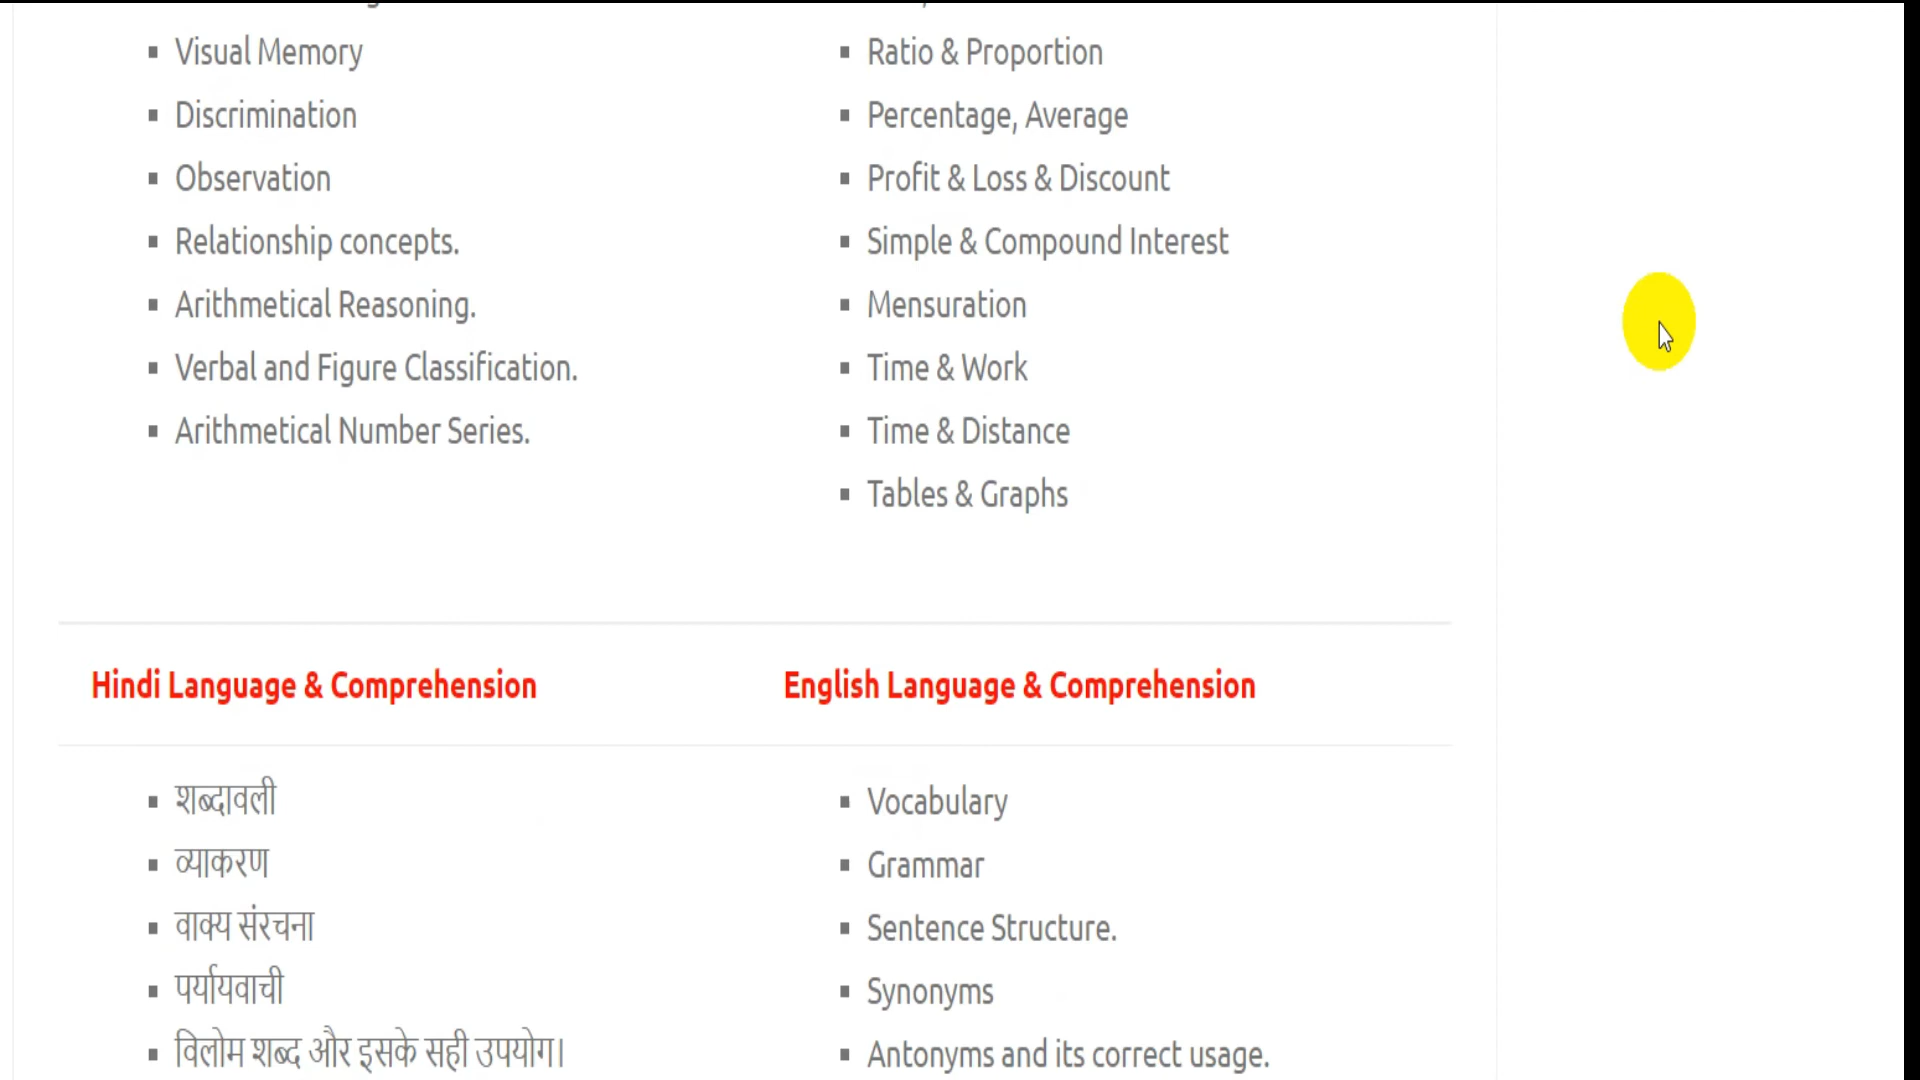 Visual Memory
Discrimination
Observation
Relationship concepts.
Arithmetical Reasoning.
Verbal and Figure Classification.
Arithmetical Number Series.
Ratio & Proportion
Percentage, Average
Profit & Loss & Discount
Simple & Compound Interest
Mensuration
Time & Work
Time & Distance
Tables & Graphs
Hindi Language & Comprehension
शब्दावली
व्याकरण
वाक्य संरचना
पर्यायवाची
विलोम शब्द और इसके सही उपयोग।
English Language & Comprehension
Vocabulary
Grammar
Sentence Structure.
Synonyms
Antonyms and its correct usage.